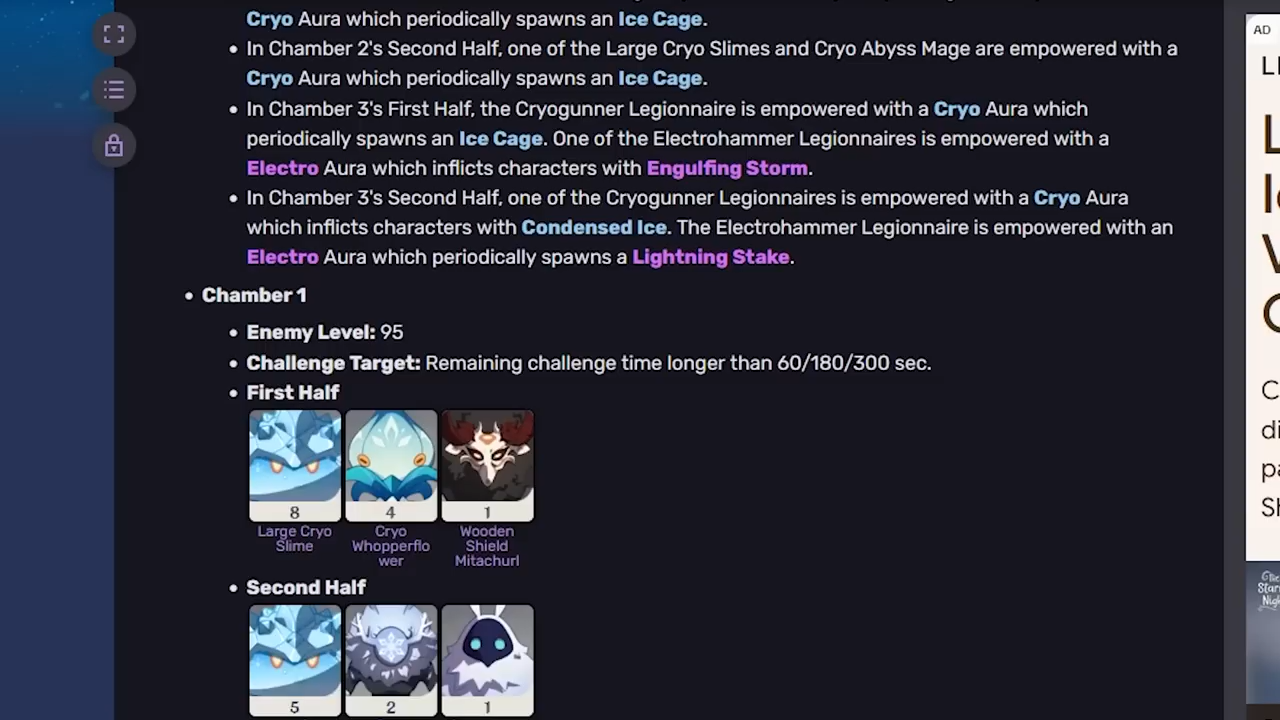 Cryo Aura which periodically spawns an Ice Cage.
In Chamber 2's Second Half, one of the Large Cryo Slimes and Cryo Abyss Mage are empowered with a
Cryo Aura which periodically spawns an Ice Cage.
In Chamber 3's First Half, the Cryogunner Legionnaire is empowered with a Cryo Aura which
periodically spawns an Ice Cage. One of the Electrohammer Legionnaires is empowered with a
Electro Aura which inflicts characters with Engulfing Storm.
In Chamber 3's Second Half, one of the Cryogunner Legionnaires is empowered with a Cryo Aura
which inflicts characters with Condensed Ice. The Electrohammer Legionnaire is empowered with an
Electro Aura which periodically spawns a Lightning Stake.
Chamber 1
Enemy Level: 95
Challenge Target: Remaining challenge time longer than 60/180/300 sec.
First Half
8
4
1
Large Cryo
Slime
Cryo
Whopperflo
wer
Wooden
Shield
Mitachurl
Second Half
5
2
1
AD